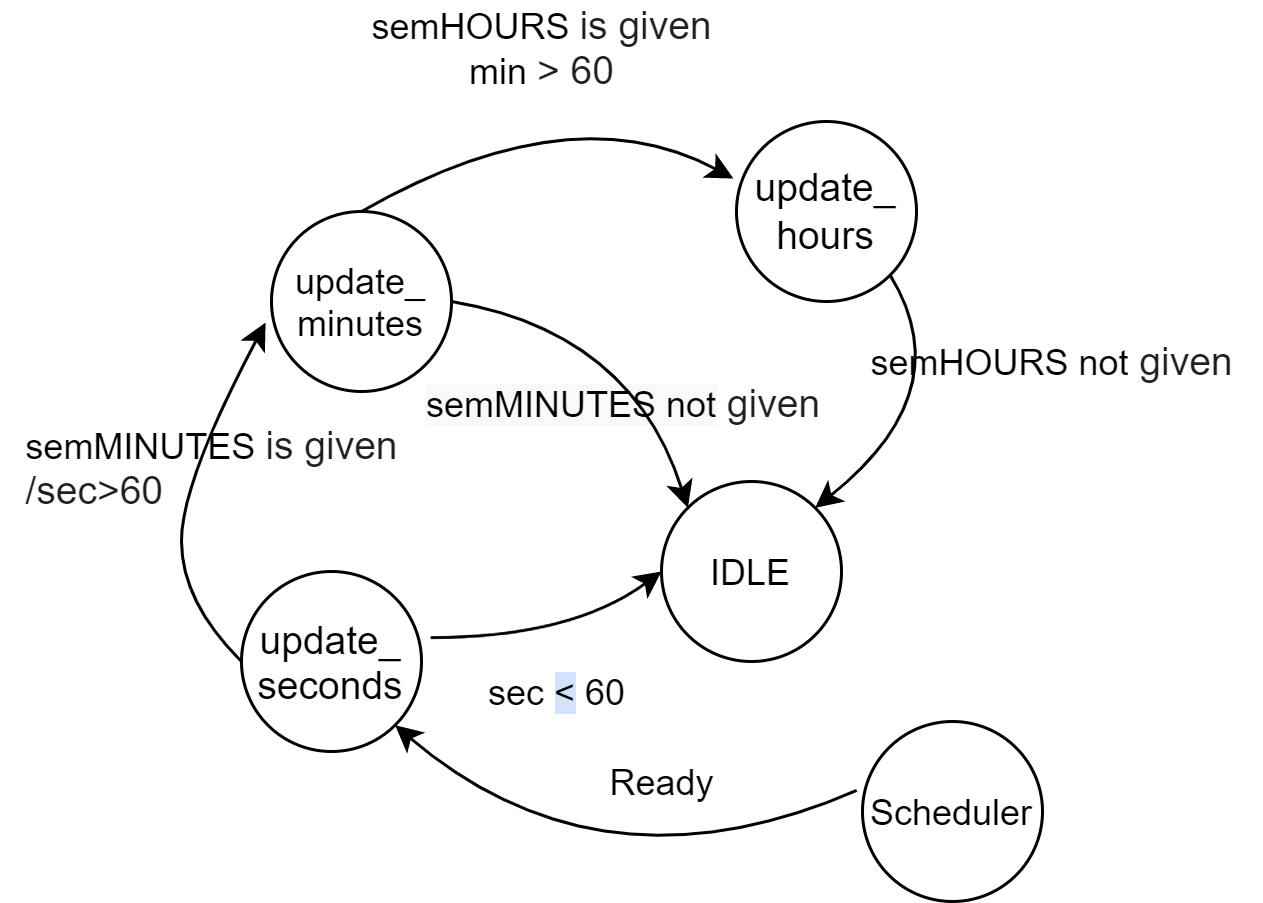 semHOURS is given
min > 60
update_
hours
update_
minutes
semHOURS not given
semMINUTES not given
semMINUTES is given
/sec>60
IDLE
update_
seconds
sec < 60
Ready
Scheduler